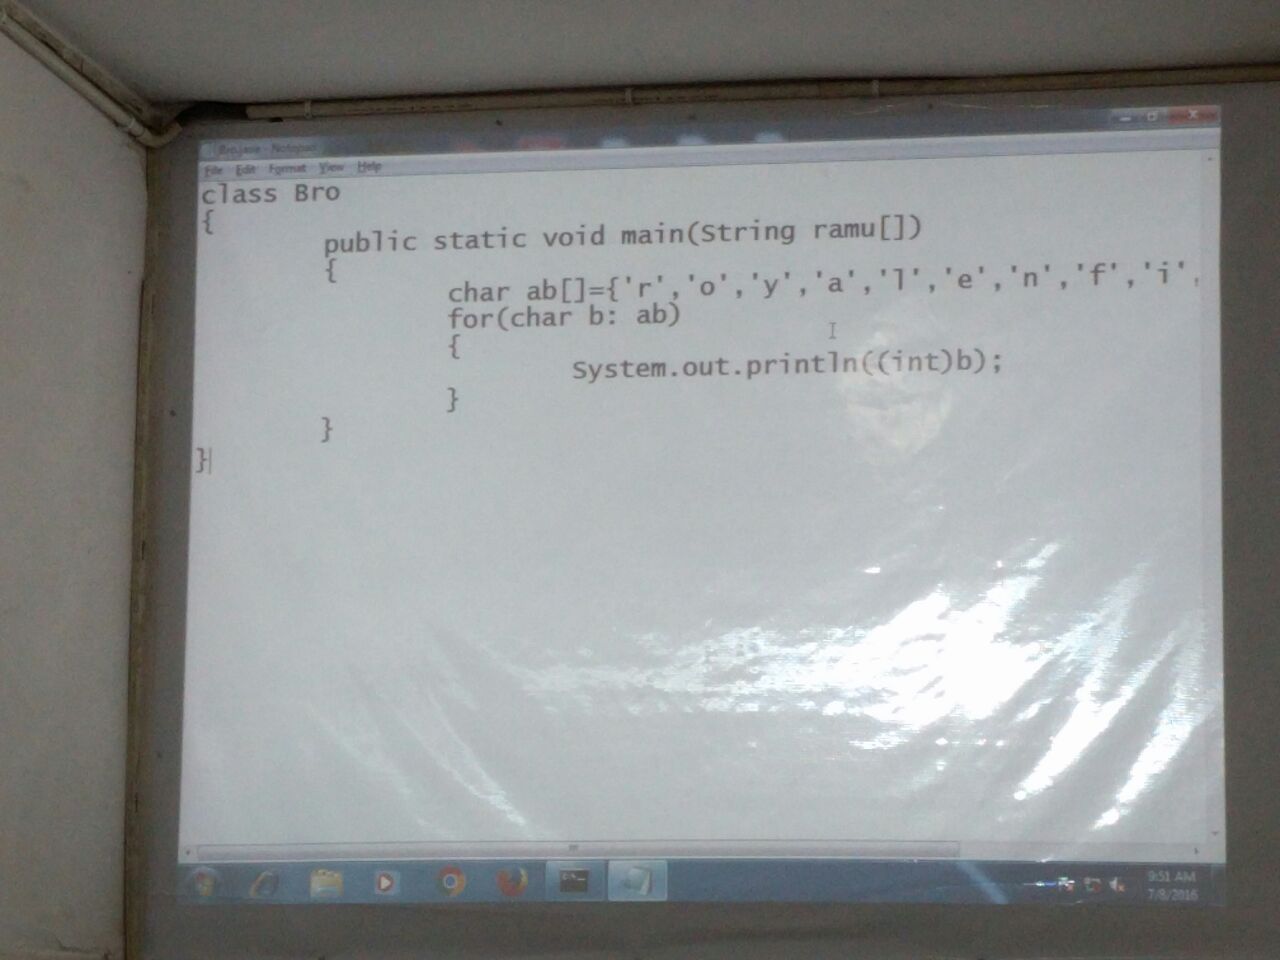 Bro.java - Notepad
File Edit Format View Help
class Bro
{
public static void main(String ramu[])
{
char ab[]={'r','o','y','a','l','e','n','f','i',
for(char b: ab)
{
System.out.println((int)b);
}
}
}
9:51 AM
7/8/2016